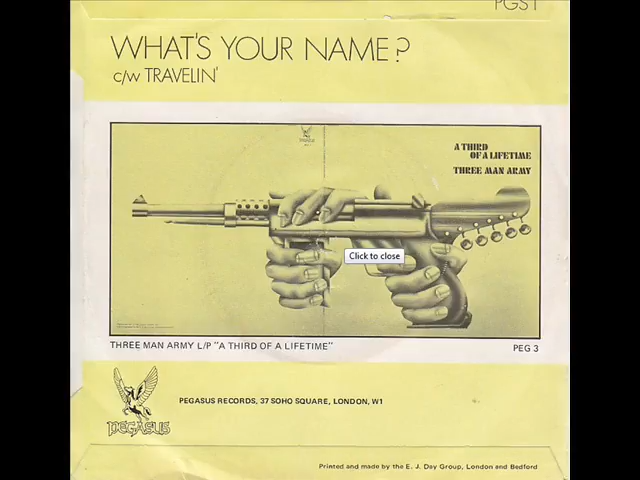 PGS 1
WHAT'S YOUR NAME?
c/w TRAVELIN'
A THIRD
OF A LIFETIME
THREE MAN ARMY
Click to close
THREE MAN ARMY L/P "A THIRD OF A LIFETIME"
PEG 3
PEGASUS RECORDS, 37 SOHO SQUARE, LONDON, W1
PEGASUS
Printed and made by the E. J. Day Group, London and Bedford